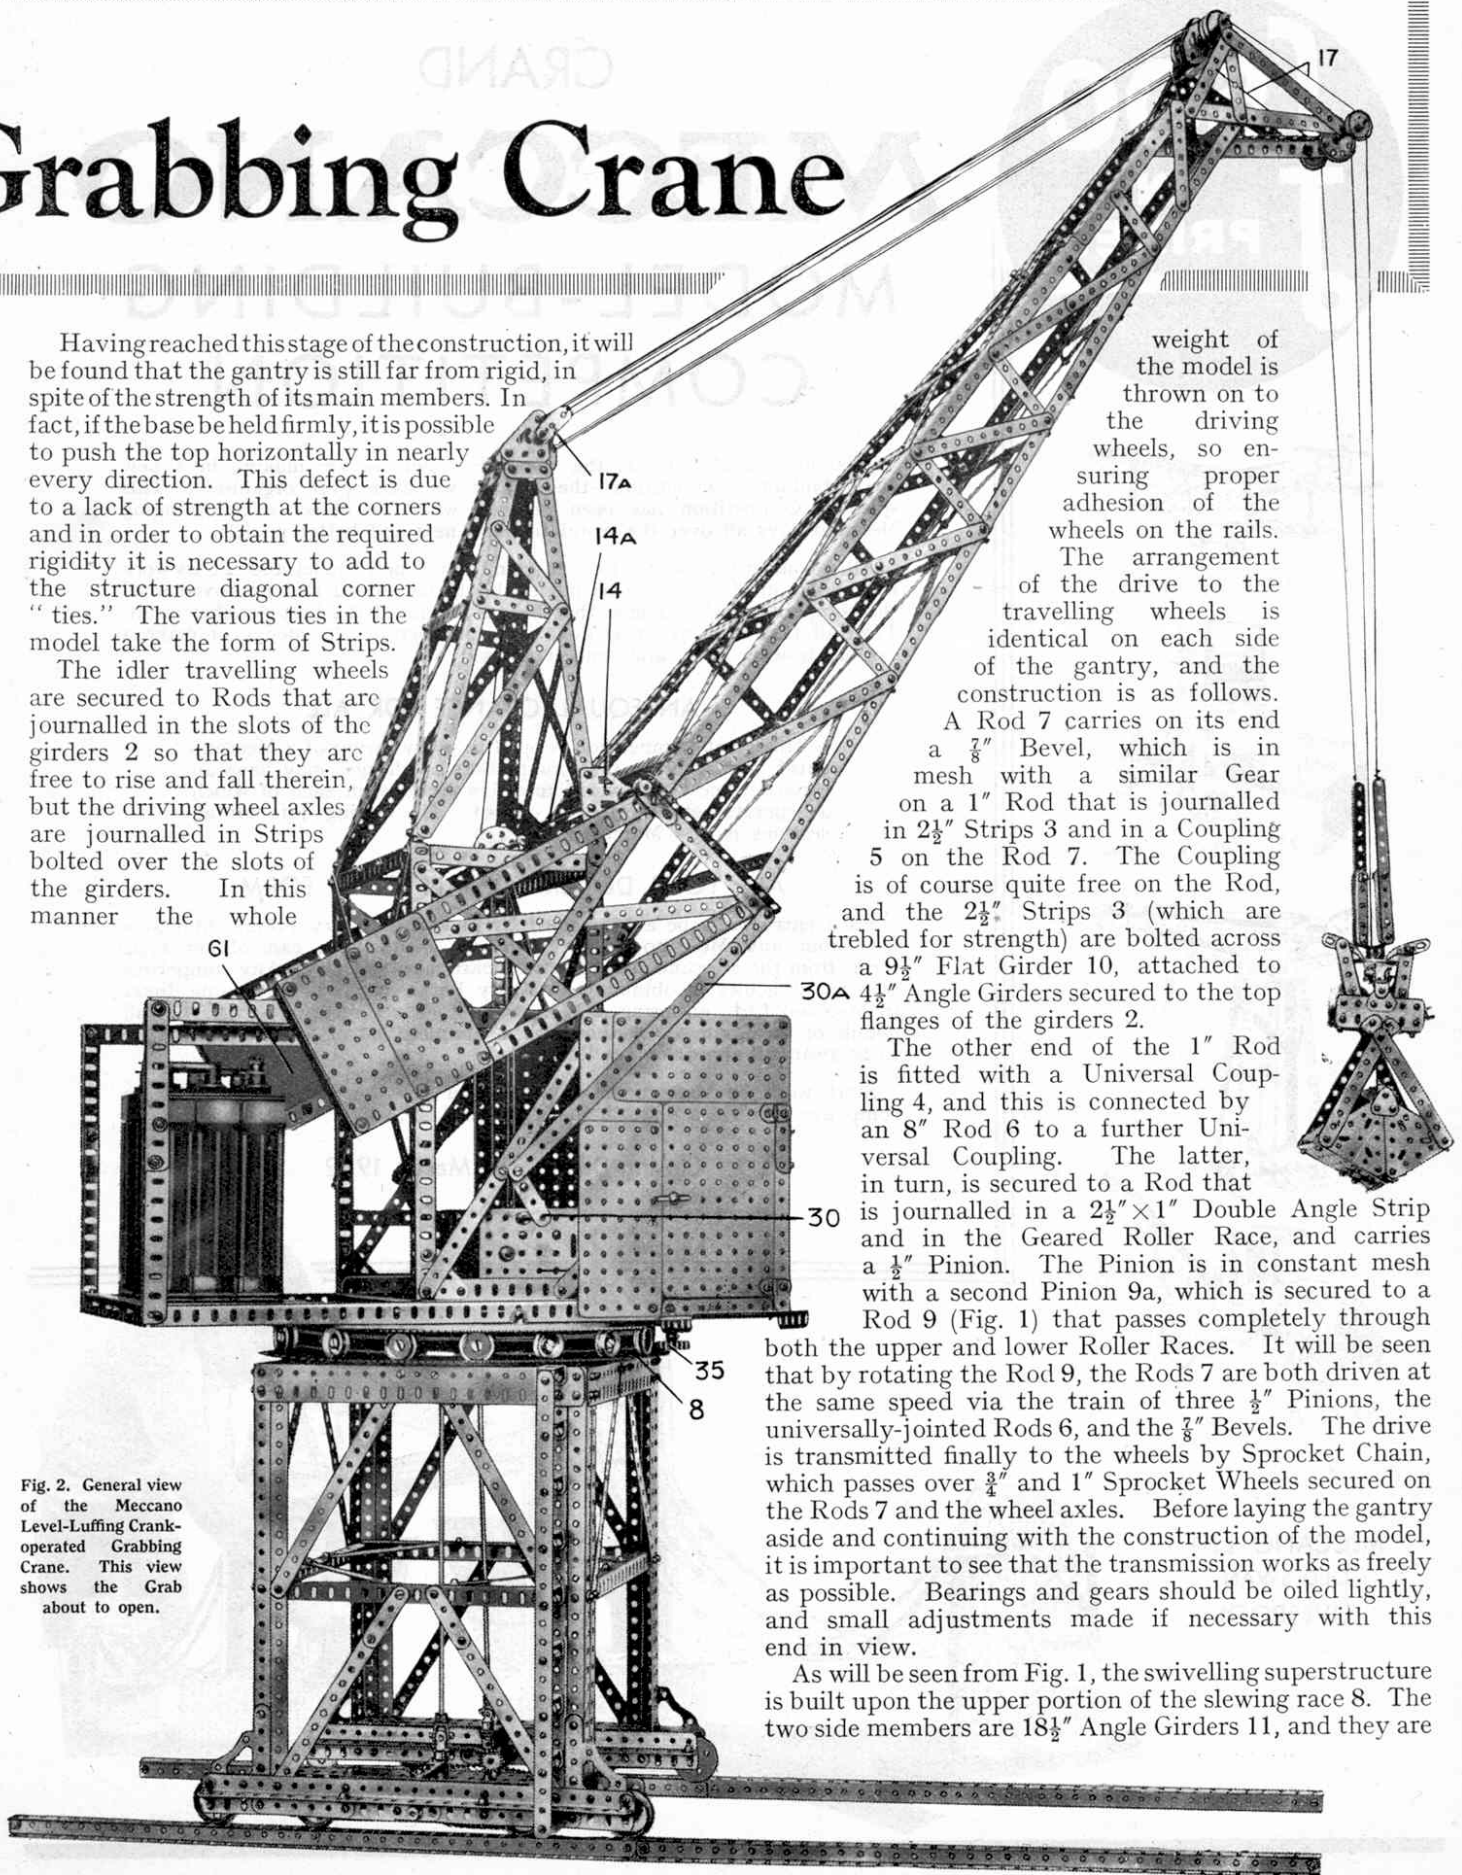 Grabbing Crane
Having reached this stage of the construction, it will
be found that the gantry is still far from rigid, in
spite of the strength of its main members. In
fact, if the base be held firmly, it is possible
to push the top horizontally in nearly
every direction. This defect is due
to a lack of strength at the corners
and in order to obtain the required
rigidity it is necessary to add to
the structure diagonal corner
“ ties.” The various ties in the
model take the form of Strips.
The idler travelling wheels
are secured to Rods that are
journalled in the slots of the
girders 2 so that they are
free to rise and fall therein,
but the driving wheel axles
are journalled in Strips
bolted over the slots of
the girders. In this
manner the whole
weight of
the model is
thrown on to
the driving
wheels, so en-
suring proper
adhesion of the
wheels on the rails.
The arrangement
of the drive to the
travelling wheels is
identical on each side
of the gantry, and the
construction is as follows.
A Rod 7 carries on its end
a ⅞″ Bevel, which is in
mesh with a similar Gear
on a 1″ Rod that is journalled
in 2½″ Strips 3 and in a Coupling
5 on the Rod 7. The Coupling
is of course quite free on the Rod,
and the 2½″ Strips 3 (which are
trebled for strength) are bolted across
a 9½″ Flat Girder 10, attached to
4½″ Angle Girders secured to the top
flanges of the girders 2.
The other end of the 1″ Rod
is fitted with a Universal Coup-
ling 4, and this is connected by
an 8″ Rod 6 to a further Uni-
versal Coupling. The latter,
in turn, is secured to a Rod that
is journalled in a 2½″×1″ Double Angle Strip
and in the Geared Roller Race, and carries
a ½″ Pinion. The Pinion is in constant mesh
with a second Pinion 9a, which is secured to a
Rod 9 (Fig. 1) that passes completely through
both the upper and lower Roller Races. It will be seen
that by rotating the Rod 9, the Rods 7 are both driven at
the same speed via the train of three ½″ Pinions, the
universally-jointed Rods 6, and the ⅞″ Bevels. The drive
is transmitted finally to the wheels by Sprocket Chain,
which passes over ¾″ and 1″ Sprocket Wheels secured on
the Rods 7 and the wheel axles. Before laying the gantry
aside and continuing with the construction of the model,
it is important to see that the transmission works as freely
as possible. Bearings and gears should be oiled lightly,
and small adjustments made if necessary with this
end in view.
As will be seen from Fig. 1, the swivelling superstructure
is built upon the upper portion of the slewing race 8. The
two side members are 18½″ Angle Girders 11, and they are
17
17A
14A
14
61
30A
30
35
8
Fig. 2. General view
of the Meccano
Level-Luffing Crank-
operated Grabbing
Crane. This view
shows the Grab
about to open.